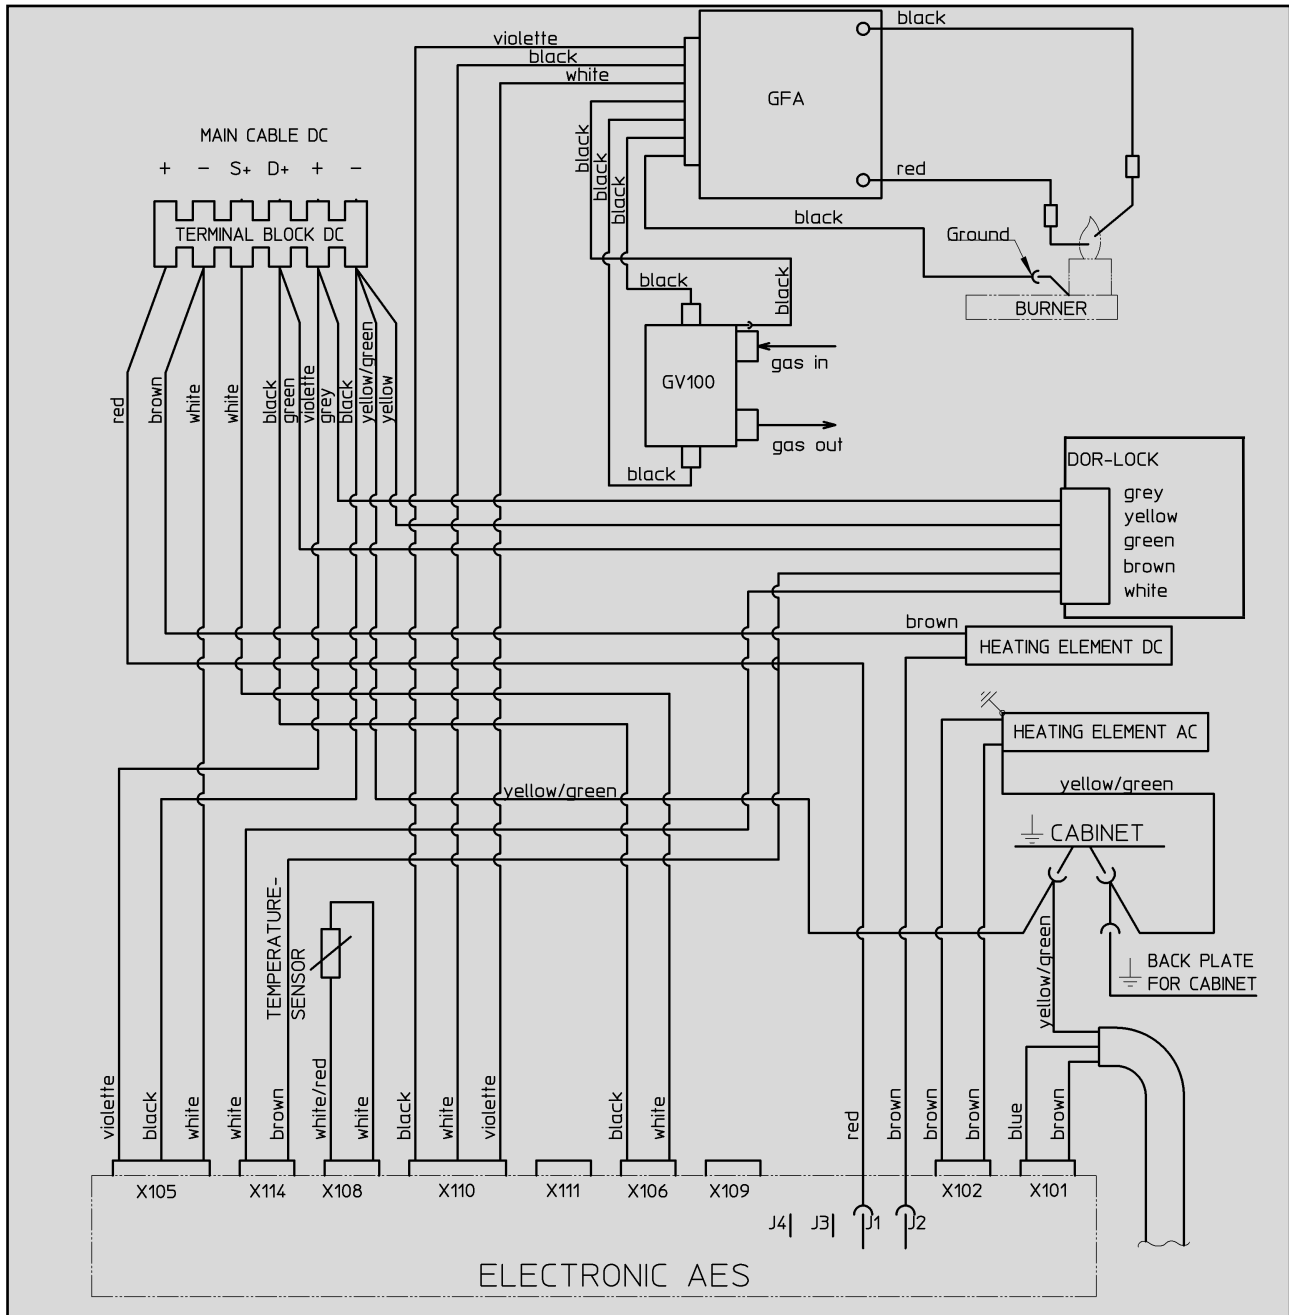 violette
black
white
black
GFA
red
black
black
black
black
MAIN CABLE DC
+ − S+ D+ + −
TERMINAL BLOCK DC
Ground
BURNER
black
black
GV100
gas in
gas out
black
red
brown
white
white
black
green
violette
grey
black
yellow/green
yellow
DOR-LOCK
grey
yellow
green
brown
white
brown
HEATING ELEMENT DC
HEATING ELEMENT AC
yellow/green
yellow/green
CABINET
TEMPERATURE-
SENSOR
yellow/green
BACK PLATE
FOR CABINET
violette
black
white
white
brown
white/red
white
black
white
violette
black
white
red
brown
brown
brown
blue
brown
X105
X114
X108
X110
X111
X106
X109
X102
X101
J4
J3
J1
J2
ELECTRONIC AES